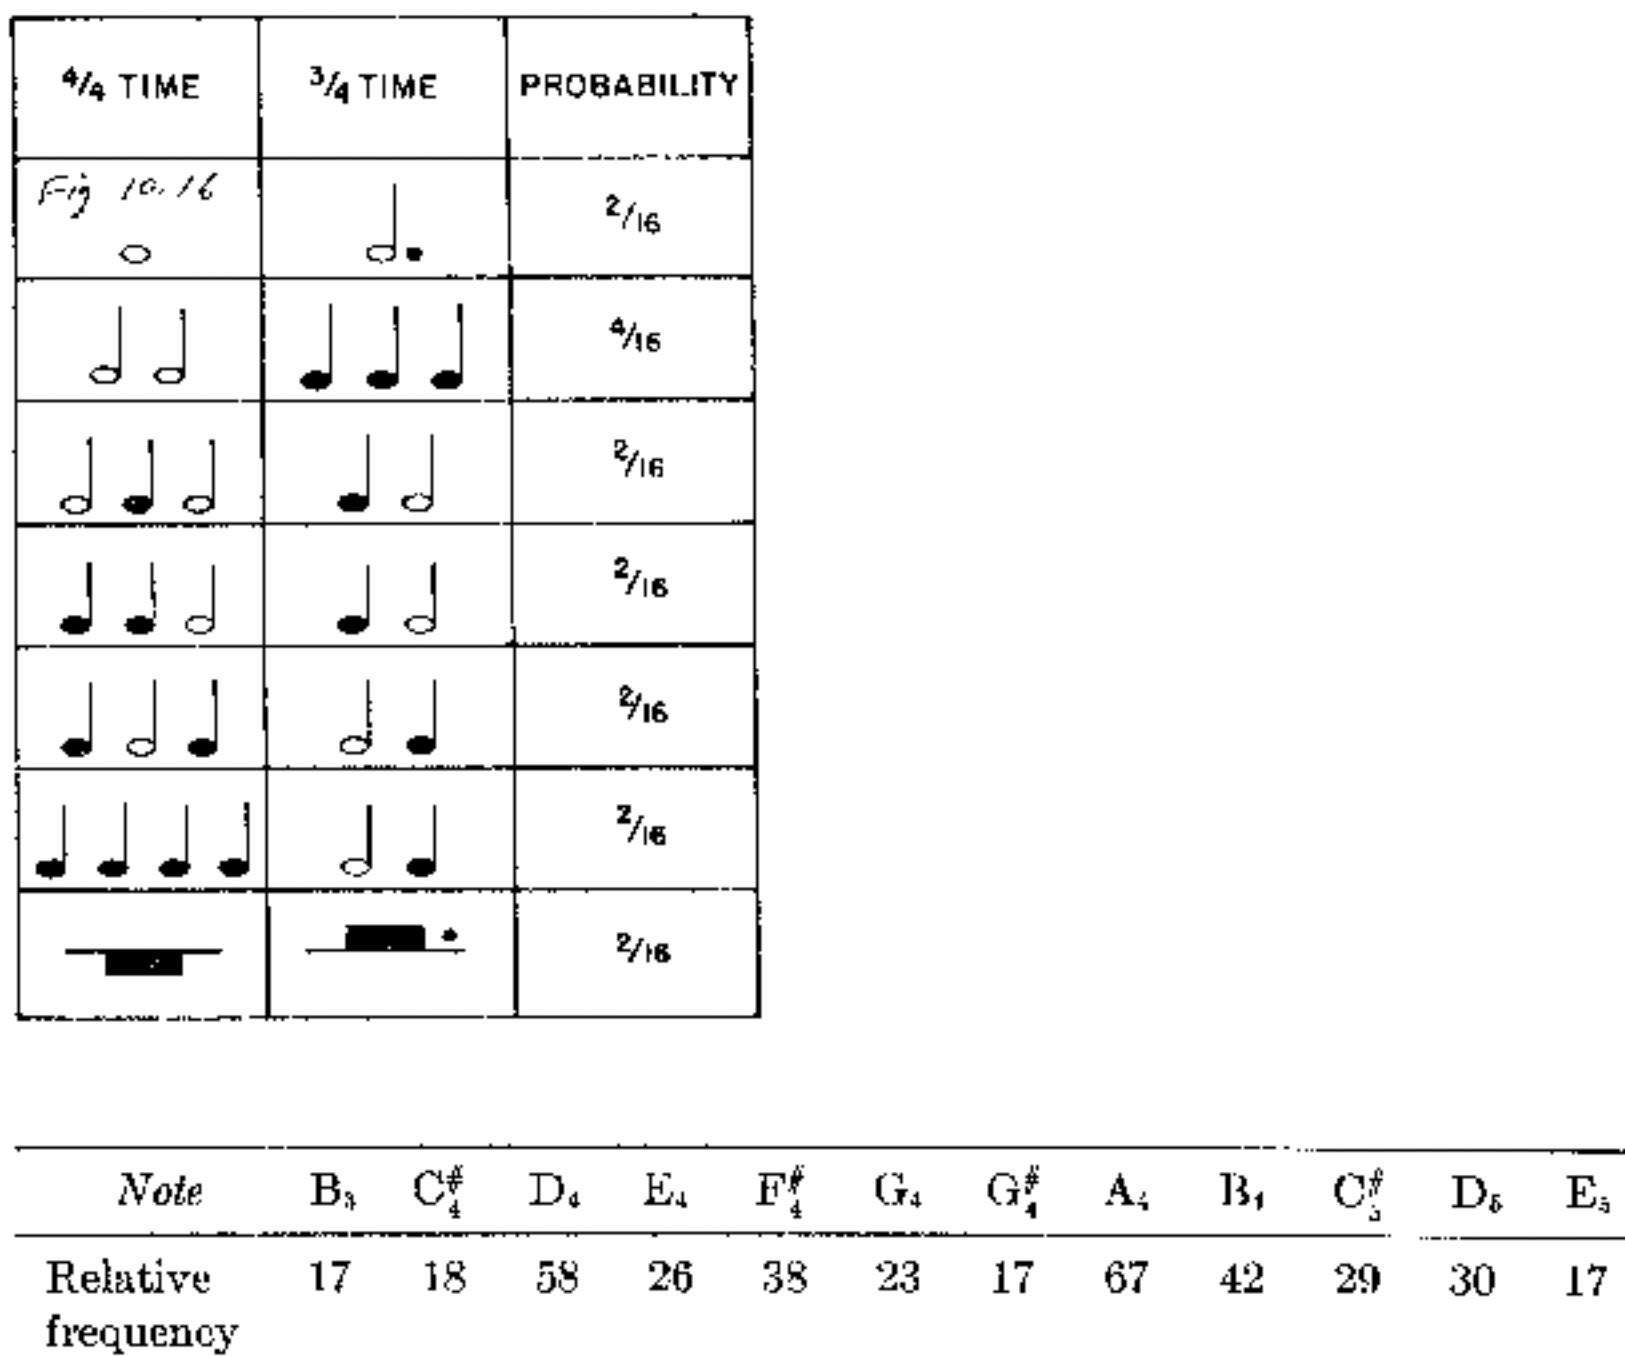 4/4 TIME 3/4 TIME PROBABILITY
Fig 10.16
2/16
4/16
2/16
2/16
2/16
2/16
2/16
Note B₃ C♯₄ D₄ E₄ F♯₄ G₄ G♯₄ A₄ B₄ C♯₅ D₅ E₅
Relative 17 18 58 26 38 23 17 67 42 29 30 17
frequency